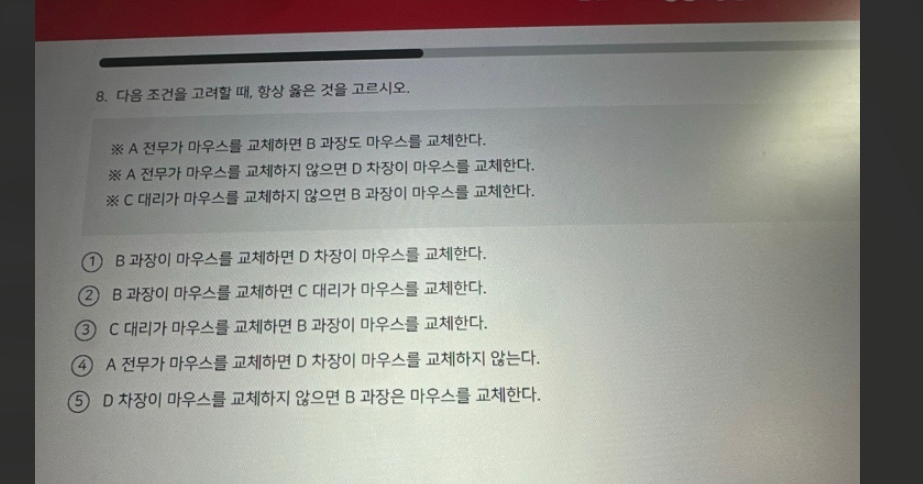 8. 다음 조건을 고려할 때, 항상 옳은 것을 고르시오.
※ A 전무가 마우스를 교체하면 B 과장도 마우스를 교체한다.
※ A 전무가 마우스를 교체하지 않으면 D 차장이 마우스를 교체한다.
※ C 대리가 마우스를 교체하지 않으면 B 과장이 마우스를 교체한다.
① B 과장이 마우스를 교체하면 D 차장이 마우스를 교체한다.
② B 과장이 마우스를 교체하면 C 대리가 마우스를 교체한다.
③ C 대리가 마우스를 교체하면 B 과장이 마우스를 교체한다.
④ A 전무가 마우스를 교체하면 D 차장이 마우스를 교체하지 않는다.
⑤ D 차장이 마우스를 교체하지 않으면 B 과장은 마우스를 교체한다.